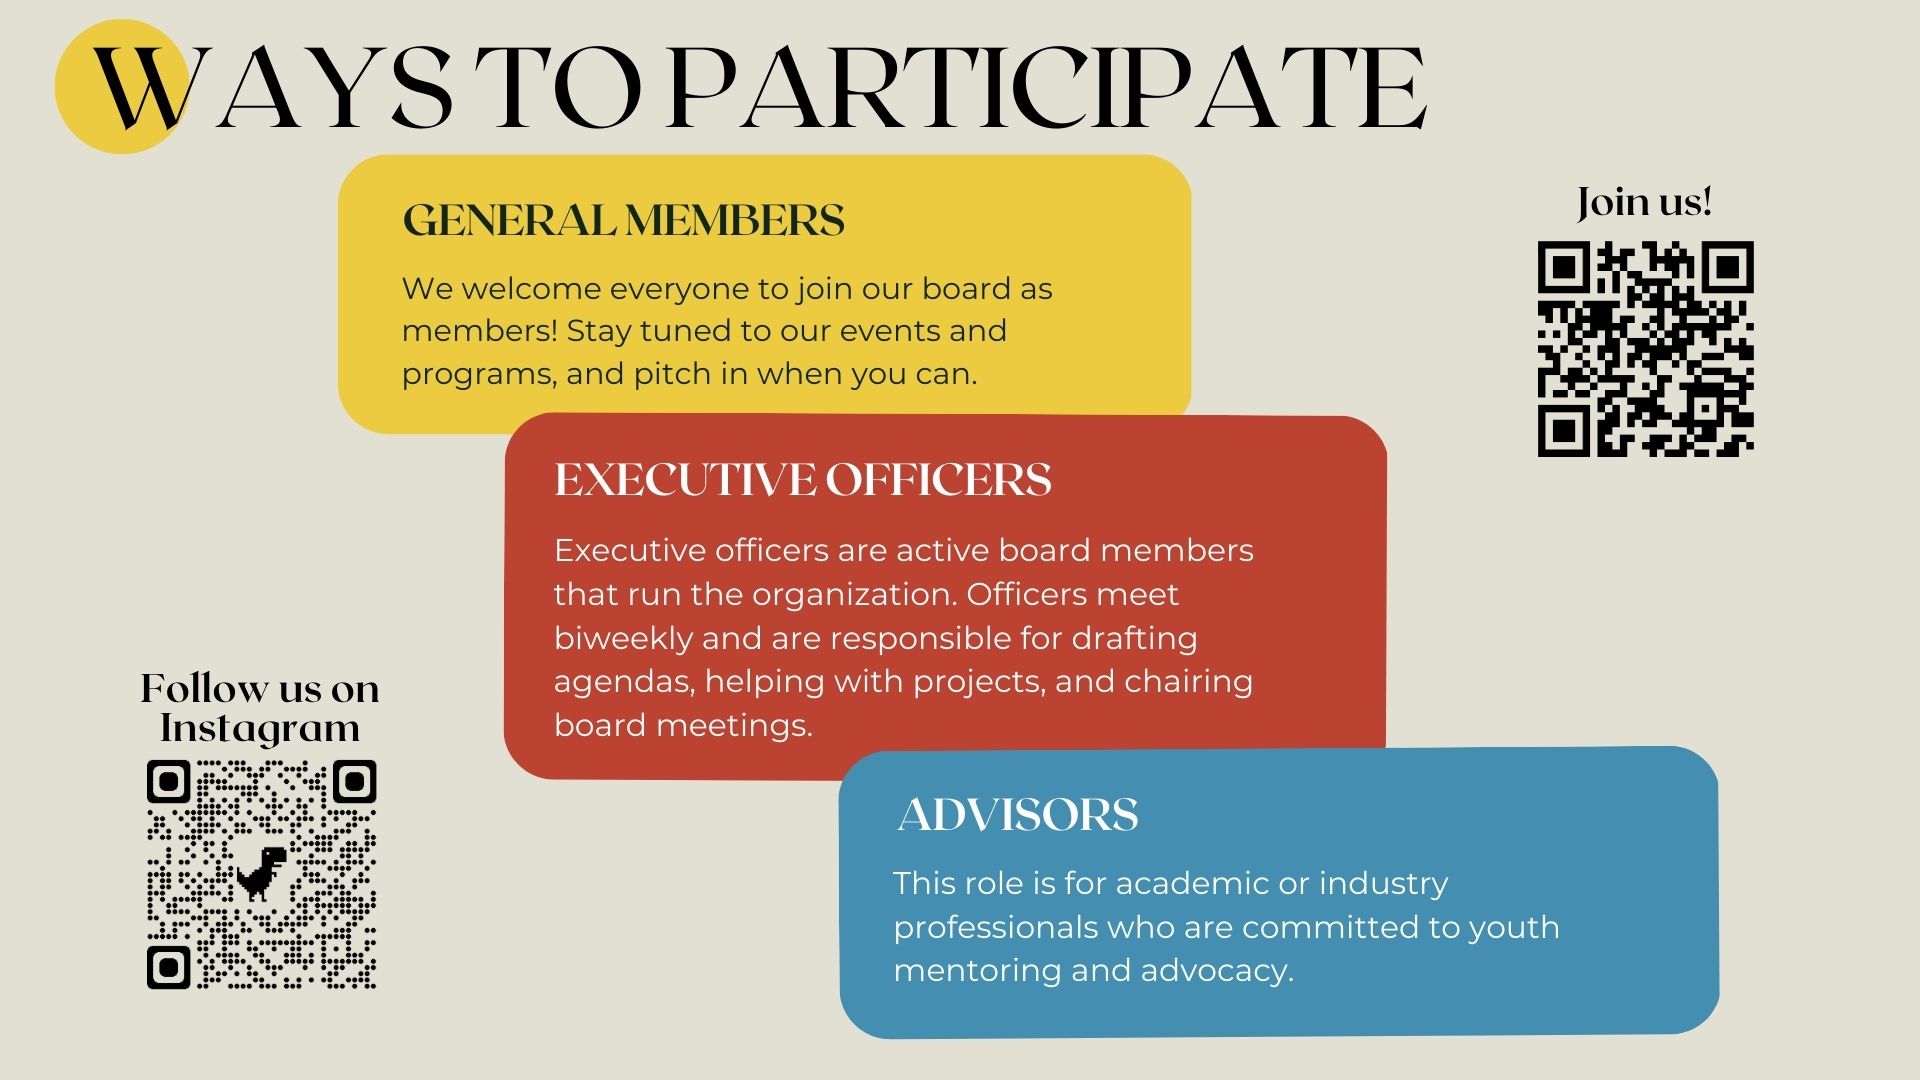 WAYS TO PARTICIPATE
GENERAL MEMBERS
We welcome everyone to join our board as
members! Stay tuned to our events and
programs, and pitch in when you can.
Join us!
EXECUTIVE OFFICERS
Executive officers are active board members
that run the organization. Officers meet
biweekly and are responsible for drafting
agendas, helping with projects, and chairing
board meetings.
Follow us on
Instagram
ADVISORS
This role is for academic or industry
professionals who are committed to youth
mentoring and advocacy.